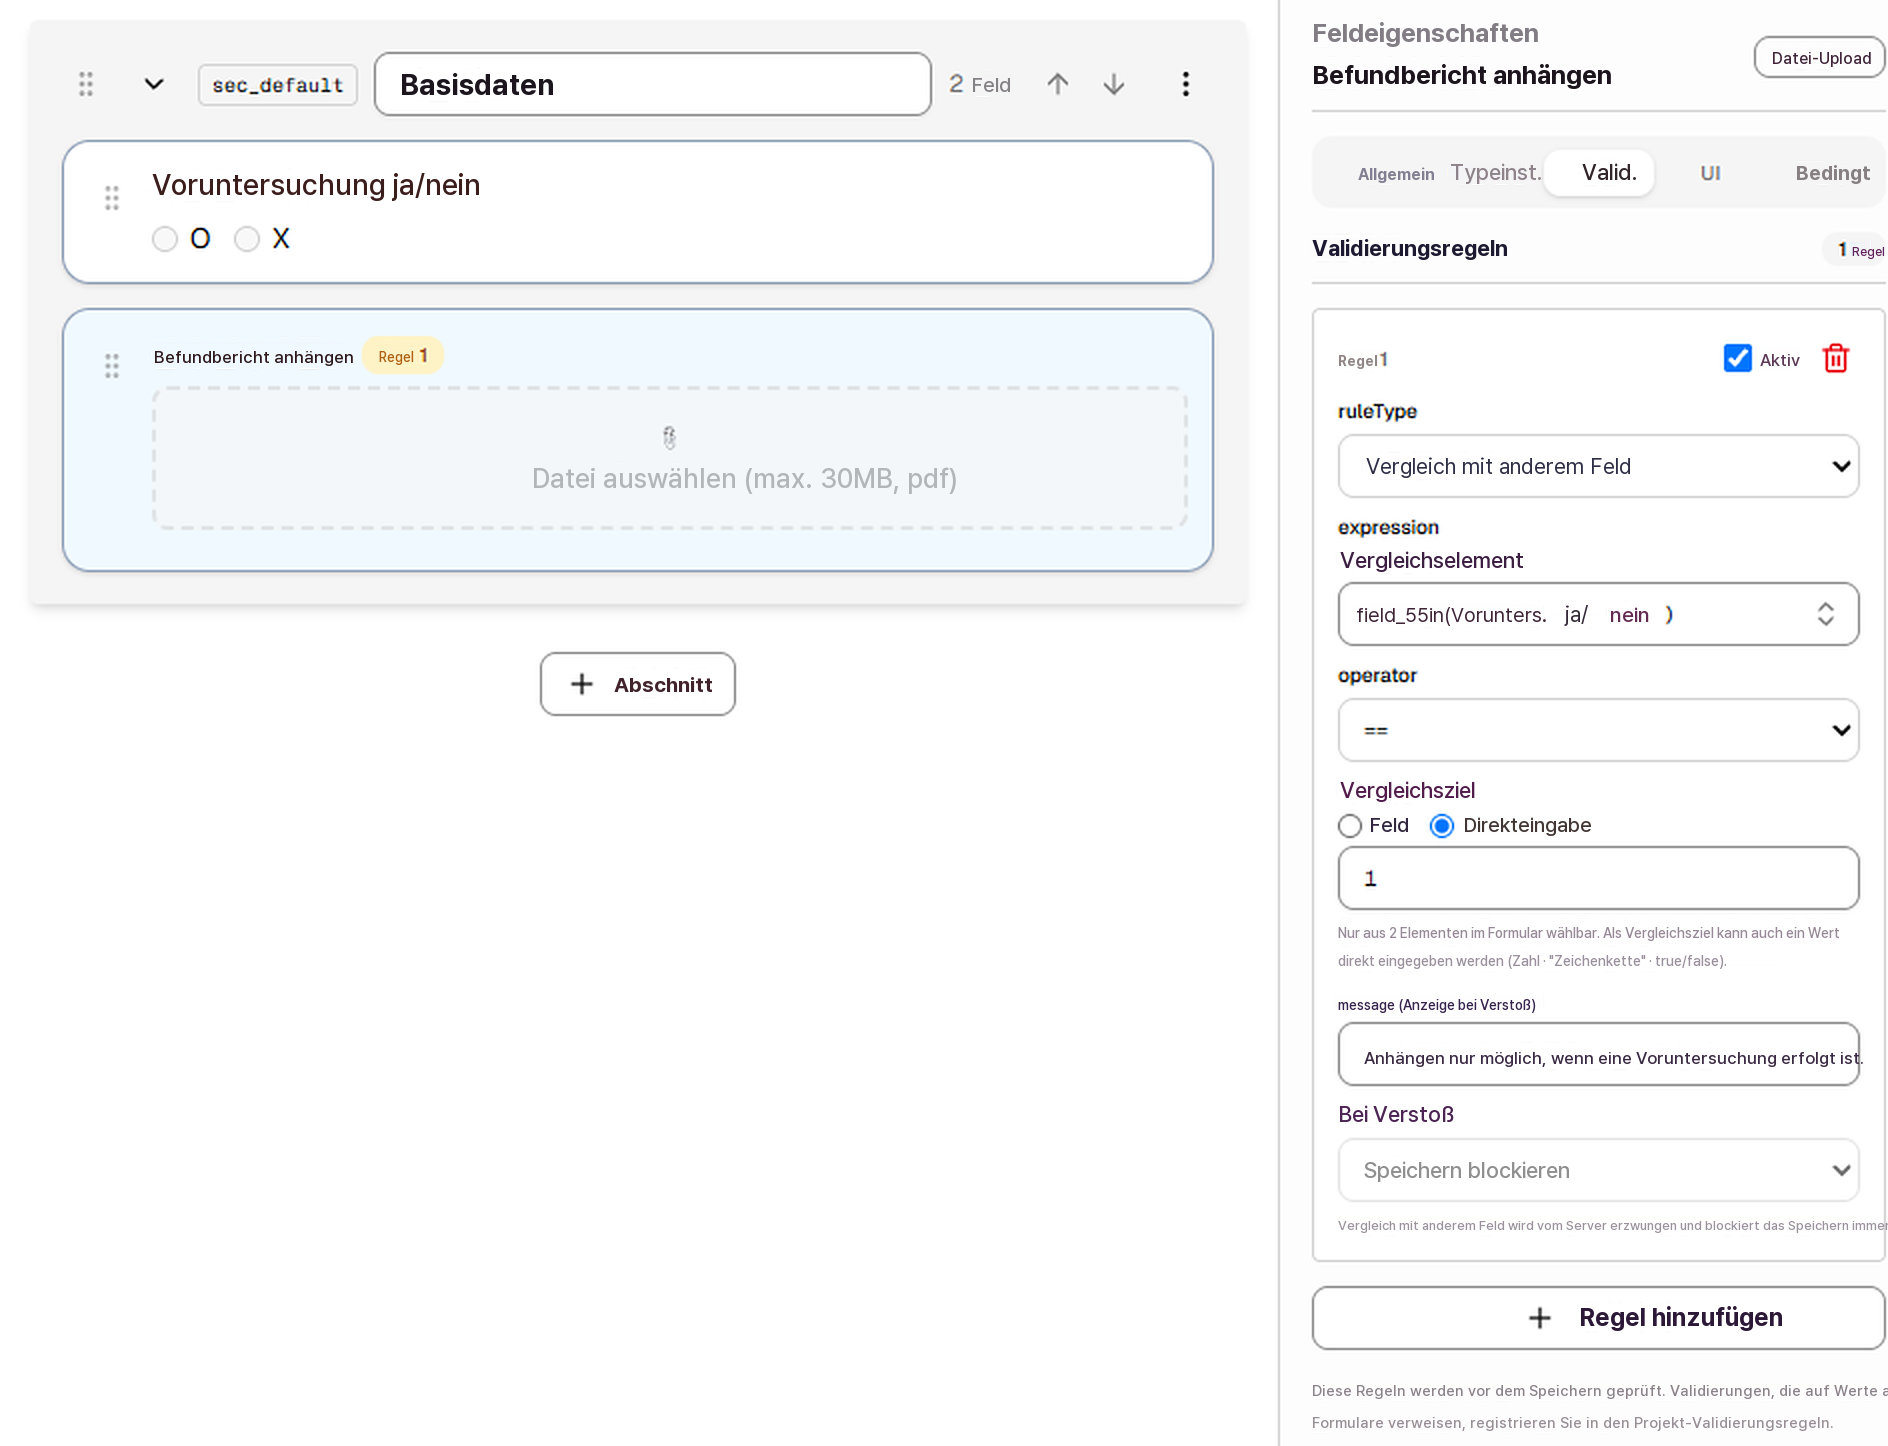 sec_default
Basisdaten
2 Feld
Voruntersuchung ja/nein
O X
Befundbericht anhängen Regel 1
Datei auswählen (max. 30MB, pdf)
Abschnitt
Feldeigenschaften
Befundbericht anhängen
Datei-Upload
Allgemein Typeinst. Valid. UI Bedingt
Validierungsregeln
1 Regel
Regel 1
Aktiv
ruleType
Vergleich mit anderem Feld
expression
Vergleichselement
field_55in(Vorunters. ja/ nein )
operator
==
Vergleichsziel
Feld Direkteingabe
1
Nur aus 2 Elementen im Formular wählbar. Als Vergleichsziel kann auch ein Wert
direkt eingegeben werden (Zahl · "Zeichenkette" · true/false).
message (Anzeige bei Verstoß)
Anhängen nur möglich, wenn eine Voruntersuchung erfolgt ist.
Bei Verstoß
Speichern blockieren
Vergleich mit anderem Feld wird vom Server erzwungen und blockiert das Speichern immer
Regel hinzufügen
Diese Regeln werden vor dem Speichern geprüft. Validierungen, die auf Werte a
Formulare verweisen, registrieren Sie in den Projekt-Validierungsregeln.